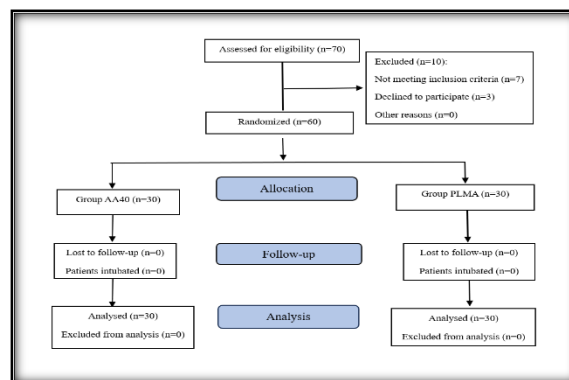 Assessed for eligibility (n=70)
Excluded (n=10):
Not meeting inclusion criteria (n=7)
Declined to participate (n=3)
Other reasons (n=0)
Randomized (n=60)
Allocation
Group AA40 (n=30)
Group PLMA (n=30)
Follow-up
Lost to follow-up (n=0)
Patients intubated (n=0)
Lost to follow-up (n=0)
Patients intubated (n=0)
Analysis
Analysed (n=30)
Excluded from analysis (n=0)
Analysed (n=30)
Excluded from analysis (n=0)